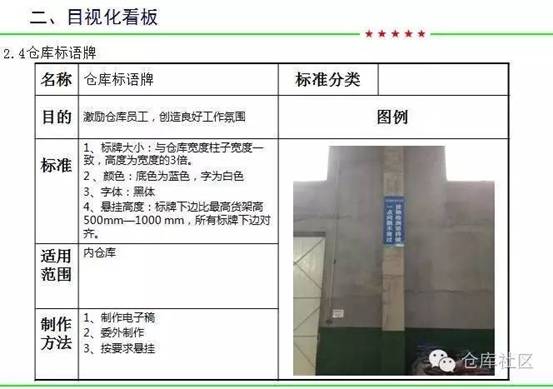 二、目视化看板
2.4仓库标语牌
名称 仓库标语牌 标准分类
目的 激励仓库员工，创造良好工作氛围 图例
标准
1、标牌大小：与仓库宽度柱子宽度一
致，高度为宽度的3倍。
2、颜色：底色为蓝色，字为白色
3、字体：黑体
4、悬挂高度：标牌下边比最高货架高
500mm—1000 mm，所有标牌下边对
齐。
适用
范围
内仓库
制作
方法
1、制作电子稿
2、委外制作
3、按要求悬挂
一点问题不放过
仓库社区